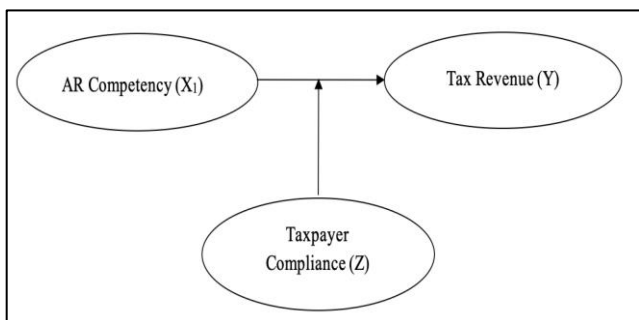 AR Competency (X₁)
Tax Revenue (Y)
Taxpayer
Compliance (Z)